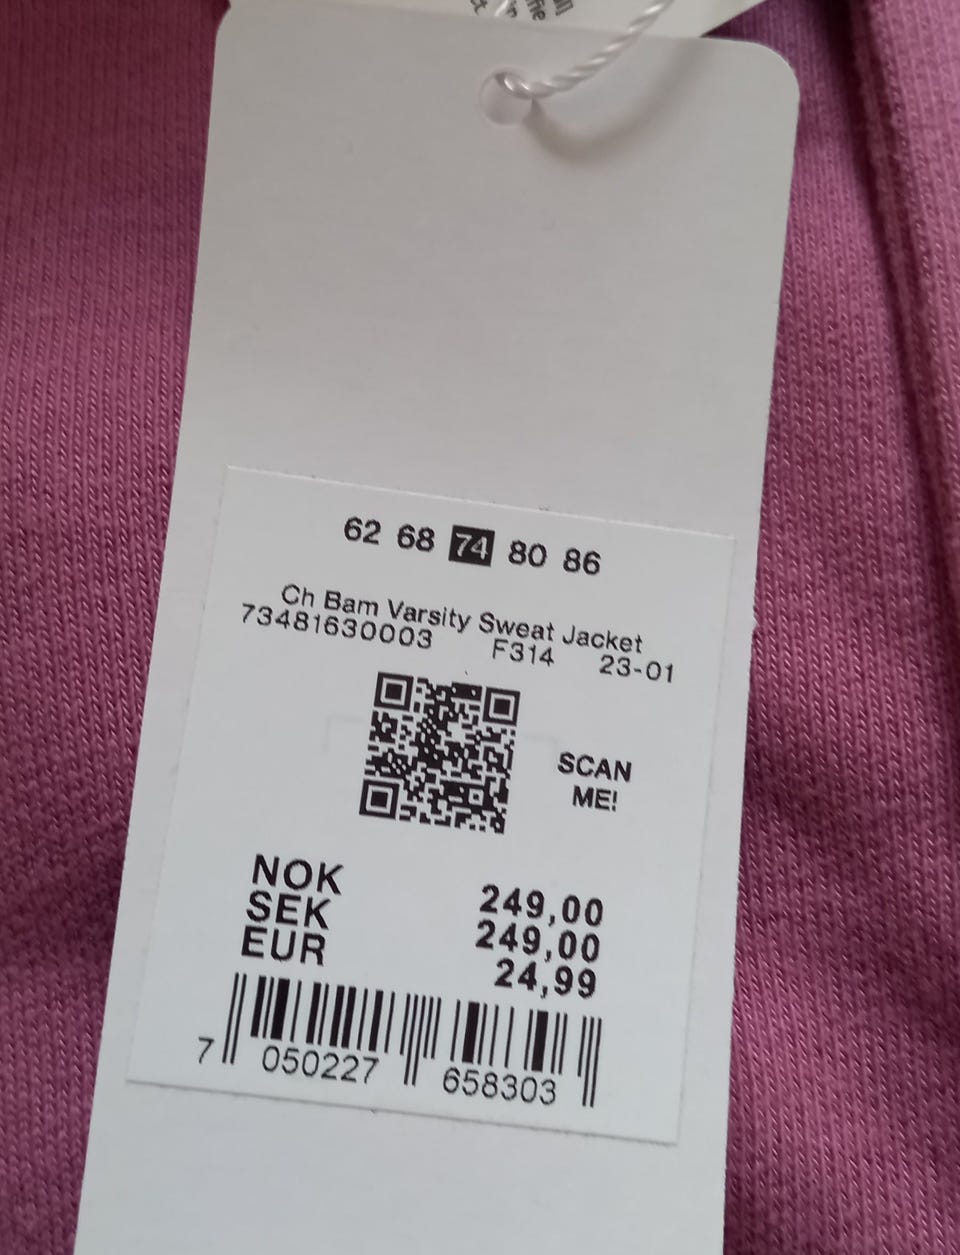 62 68 74 80 86
Ch Bam Varsity Sweat Jacket
73481630003 F314 23-01
SCAN
ME!
NOK 249,00
SEK 249,00
EUR 24,99
7 050227 658303